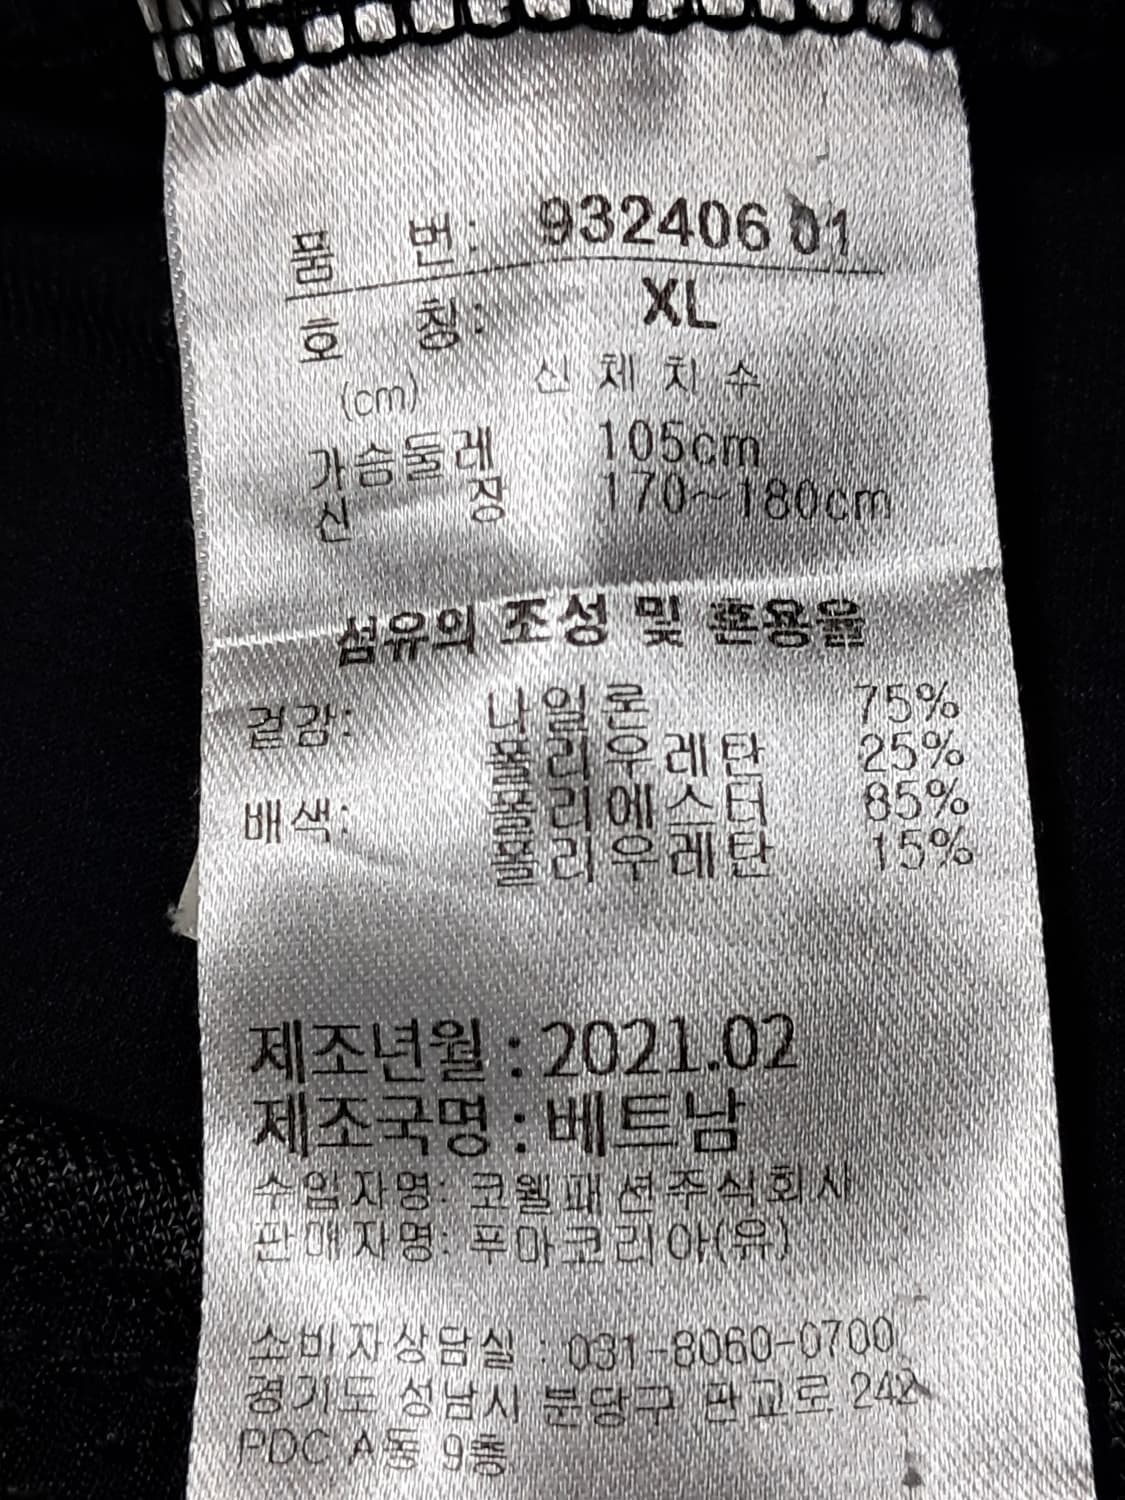 품 번: 932406 01
호 칭: XL
(cm) 신체치수
가슴둘레 105cm
신 장 170~180cm
섬유의 조성 및 혼용율
겉감: 나일론 75%
폴리우레탄 25%
배색: 폴리에스터 85%
폴리우레탄 15%
제조년월 : 2021.02
제조국명 : 베트남
수입자명: 코웰패션주식회사
판매자명: 푸마코리아(유)
소비자상담실 : 031-8060-0700
경기도 성남시 분당구 판교로 242
PDC A동 9층